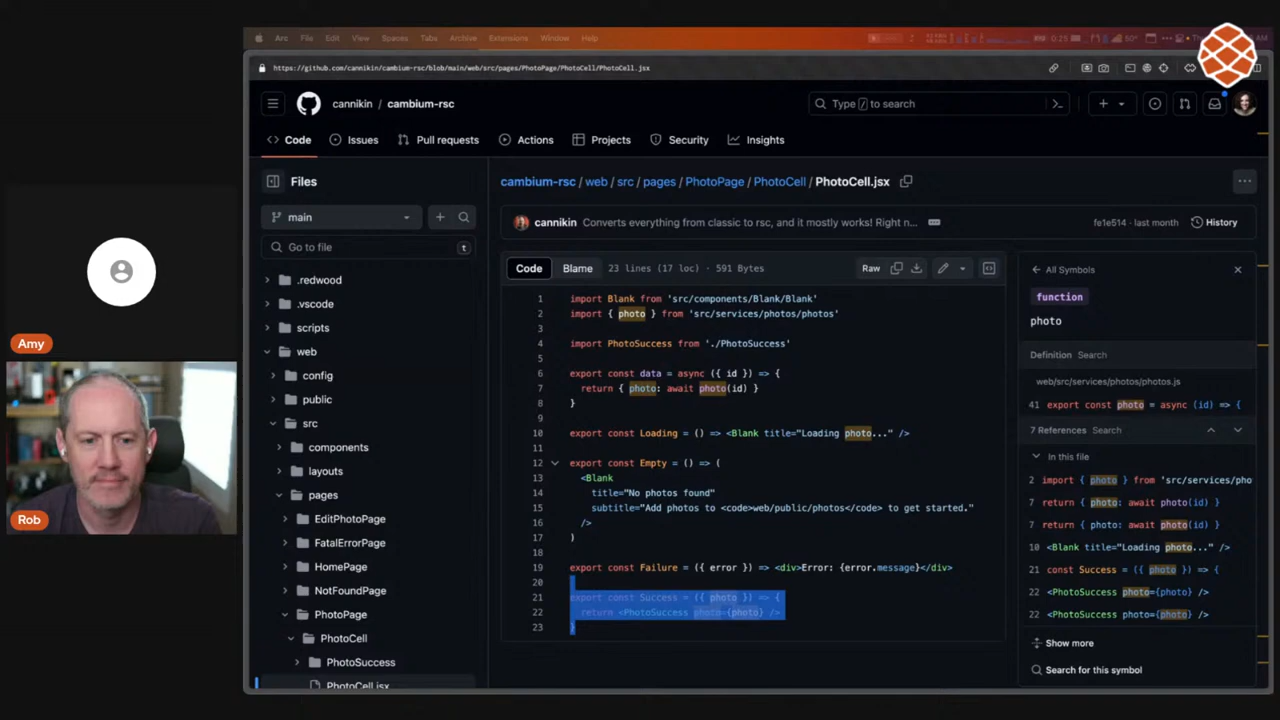 Arc File Edit View Spaces Tabs Archive Extensions Window Help
https://github.com/cannikin/cambium-rsc/blob/main/web/src/pages/PhotoPage/PhotoCell/PhotoCell.jsx
cannikin / cambium-rsc
Type / to search
Code
Issues
Pull requests
Actions
Projects
Security
Insights
Files
main
Go to file
t
.redwood
.vscode
scripts
web
config
public
src
components
layouts
pages
EditPhotoPage
FatalErrorPage
HomePage
NotFoundPage
PhotoPage
PhotoCell
PhotoSuccess
PhotoCell.jsx
cambium-rsc / web / src / pages / PhotoPage / PhotoCell / PhotoCell.jsx
cannikin Converts everything from classic to rsc, and it mostly works! Right n...
fe1e514 · last month
History
Code
Blame
23 lines (17 loc) · 591 Bytes
Raw
1 import Blank from 'src/components/Blank/Blank'
2 import { photo } from 'src/services/photos/photos'
3
4 import PhotoSuccess from './PhotoSuccess'
5
6 export const data = async ({ id }) => {
7 return { photo: await photo(id) }
8 }
9
10 export const Loading = () => <Blank title="Loading photo..." />
11
12 export const Empty = () => (
13 <Blank
14 title="No photos found"
15 subtitle="Add photos to <code>web/public/photos</code> to get started."
16 />
17 )
18
19 export const Failure = ({ error }) => <div>Error: {error.message}</div>
20
21 export const Success = ({ photo }) => {
22 return <PhotoSuccess photo={photo} />
23 }
All Symbols
function
photo
Definition Search
web/src/services/photos/photos.js
41 export const photo = async (id) => {
7 References Search
In this file
2 import { photo } from 'src/services/pho
7 return { photo: await photo(id) }
7 return { photo: await photo(id) }
10 <Blank title="Loading photo..." />
21 const Success = ({ photo }) => {
22 <PhotoSuccess photo={photo} />
22 <PhotoSuccess photo={photo} />
Show more
Search for this symbol
Amy
Rob